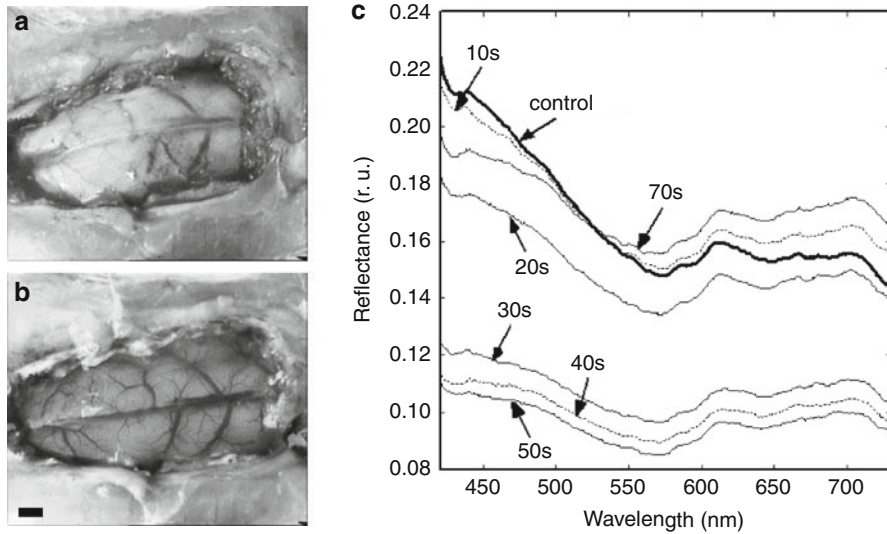 a
b
c
0.24
0.22
0.20
0.18
0.16
0.14
0.12
0.10
0.08
Reflectance (r. u.)
10s
control
70s
20s
30s
40s
50s
450 500 550 600 650 700
Wavelength (nm)